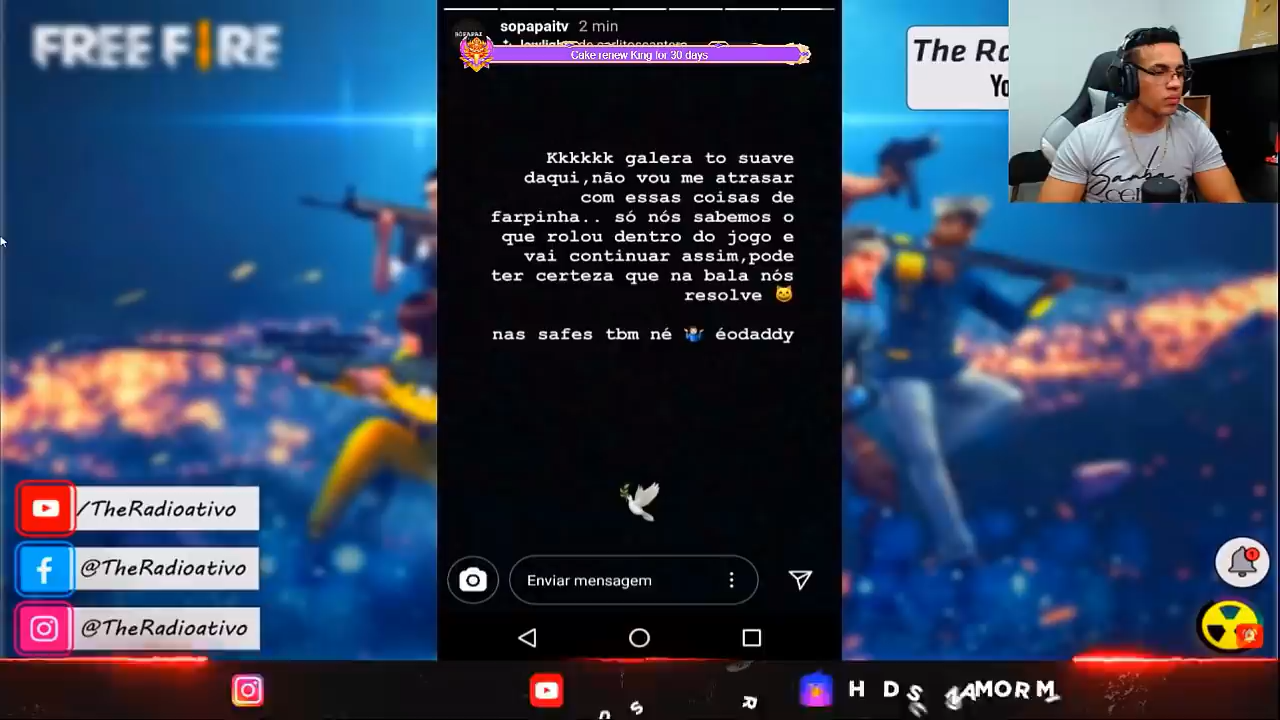 FREE FIRE
sopapaitv 2 min
Cake renew King for 30 days
Kkkkkk galera to suave
daqui,não vou me atrasar
com essas coisas de
farpinha.. só nós sabemos o
que rolou dentro do jogo e
vai continuar assim,pode
ter certeza que na bala nós
resolve 😺
nas safes tbm né 🤷‍♂️ éodaddy
Enviar mensagem
The
/TheRadioativo
@TheRadioativo
@TheRadioativo